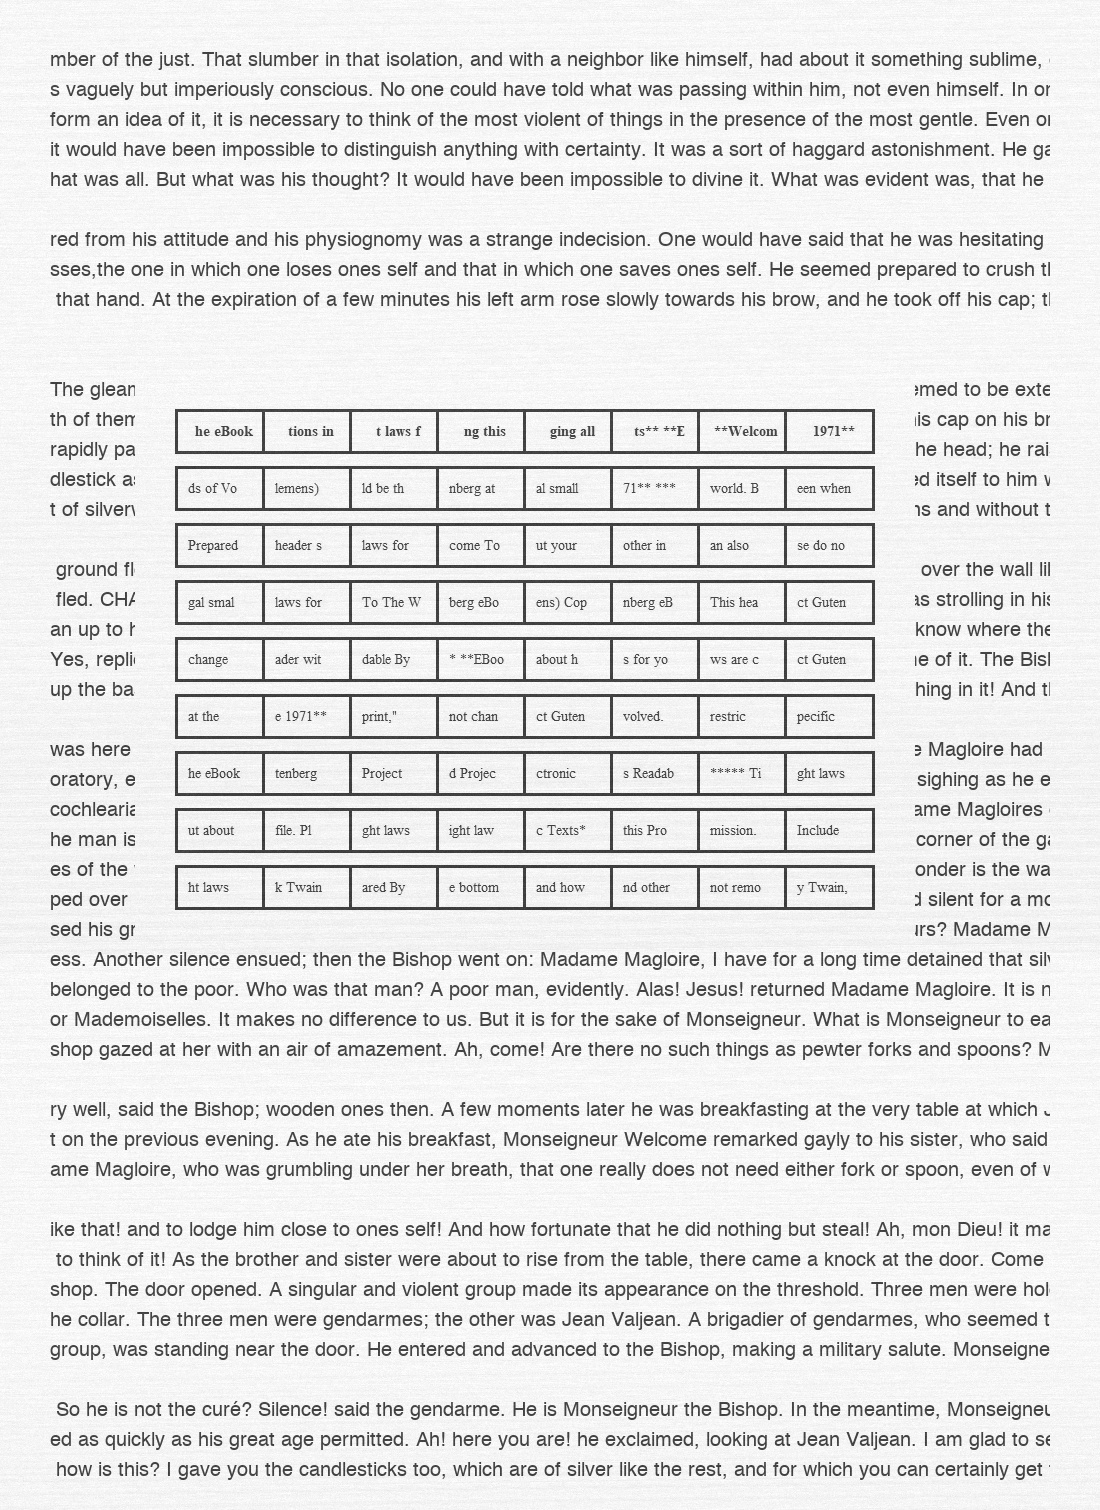 mber of the just. That slumber in that isolation, and with a neighbor like himself, had about it something sublime,
s vaguely but imperiously conscious. No one could have told what was passing within him, not even himself. In or
form an idea of it, it is necessary to think of the most violent of things in the presence of the most gentle. Even or
it would have been impossible to distinguish anything with certainty. It was a sort of haggard astonishment. He ga
hat was all. But what was his thought? It would have been impossible to divine it. What was evident was, that he
red from his attitude and his physiognomy was a strange indecision. One would have said that he was hesitating
sses,the one in which one loses ones self and that in which one saves ones self. He seemed prepared to crush t
that hand. At the expiration of a few minutes his left arm rose slowly towards his brow, and he took off his cap; t
The glean
th of them
rapidly pa
dlestick a
t of silver
ground fl
fled. CHA
an up to h
Yes, repli
up the ba
was here
oratory, e
cochlearia
he man is
es of the
ped over
sed his gr
he eBook tions in t laws f ng this ging all ts** **E **Welcom 1971**
ds of Vo lemens) ld be th nberg at al small 71** *** world. B een when
Prepared header s laws for come To ut your other in an also se do no
gal smal laws for To The W berg eBo ens) Cop nberg eB This hea ct Guten
change ader wit dable By * **EBoo about h s for yo ws are c ct Guten
at the e 1971** print," not chan ct Guten volved. restric pecific
he eBook tenberg Project d Projec ctronic s Readab ***** Ti ght laws
ut about file. Pl ght laws ight law c Texts* this Pro mission. Include
ht laws k Twain ared By e bottom and how nd other not remo y Twain,
emed to be exte
is cap on his br
he head; he rai
ed itself to him
ns and without t
over the wall li
as strolling in his
know where the
e of it. The Bis
hing in it! And t
e Magloire had
sighing as he e
ame Magloires
corner of the ga
onder is the wa
d silent for a mo
urs? Madame M
ess. Another silence ensued; then the Bishop went on: Madame Magloire, I have for a long time detained that sil
belonged to the poor. Who was that man? A poor man, evidently. Alas! Jesus! returned Madame Magloire. It is n
or Mademoiselles. It makes no difference to us. But it is for the sake of Monseigneur. What is Monseigneur to ea
shop gazed at her with an air of amazement. Ah, come! Are there no such things as pewter forks and spoons? M
ry well, said the Bishop; wooden ones then. A few moments later he was breakfasting at the very table at which J
t on the previous evening. As he ate his breakfast, Monseigneur Welcome remarked gayly to his sister, who said
ame Magloire, who was grumbling under her breath, that one really does not need either fork or spoon, even of w
ike that! and to lodge him close to ones self! And how fortunate that he did nothing but steal! Ah, mon Dieu! it ma
to think of it! As the brother and sister were about to rise from the table, there came a knock at the door. Come
shop. The door opened. A singular and violent group made its appearance on the threshold. Three men were hol
he collar. The three men were gendarmes; the other was Jean Valjean. A brigadier of gendarmes, who seemed t
group, was standing near the door. He entered and advanced to the Bishop, making a military salute. Monseigne
So he is not the curé? Silence! said the gendarme. He is Monseigneur the Bishop. In the meantime, Monseigneu
ed as quickly as his great age permitted. Ah! here you are! he exclaimed, looking at Jean Valjean. I am glad to se
how is this? I gave you the candlesticks too, which are of silver like the rest, and for which you can certainly get